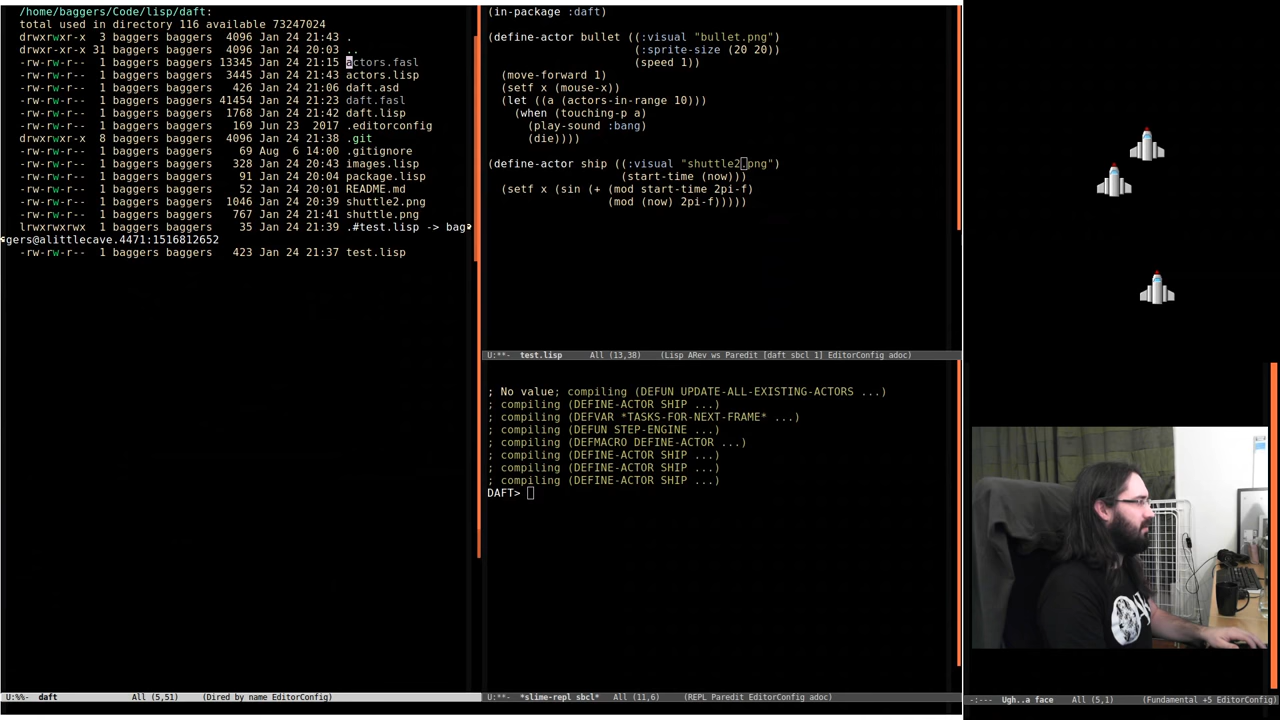 /home/baggers/Code/lisp/daft:
total used in directory 116 available 73247024
drwxrwxr-x  3 baggers baggers  4096 Jan 24 21:43 .
drwxr-xr-x 31 baggers baggers  4096 Jan 24 20:03 ..
-rw-rw-r--  1 baggers baggers 13345 Jan 24 21:15 actors.fasl
-rw-rw-r--  1 baggers baggers  3445 Jan 24 21:43 actors.lisp
-rw-rw-r--  1 baggers baggers   426 Jan 24 21:06 daft.asd
-rw-rw-r--  1 baggers baggers 41454 Jan 24 21:23 daft.fasl
-rw-rw-r--  1 baggers baggers  1768 Jan 24 21:42 daft.lisp
-rw-rw-r--  1 baggers baggers   169 Jun 23  2017 .editorconfig
drwxrwxr-x  8 baggers baggers  4096 Jan 24 21:38 .git
-rw-rw-r--  1 baggers baggers    69 Aug  6 14:00 .gitignore
-rw-rw-r--  1 baggers baggers   328 Jan 24 20:43 images.lisp
-rw-rw-r--  1 baggers baggers    91 Jan 24 20:04 package.lisp
-rw-rw-r--  1 baggers baggers    52 Jan 24 20:01 README.md
-rw-rw-r--  1 baggers baggers  1046 Jan 24 20:39 shuttle2.png
-rw-rw-r--  1 baggers baggers   767 Jan 24 21:41 shuttle.png
lrwxrwxrwx  1 baggers baggers    35 Jan 24 21:39 .#test.lisp -> bag
gers@alittlecave.4471:1516812652
-rw-rw-r--  1 baggers baggers   423 Jan 24 21:37 test.lisp
U:%%-  daft           All (5,51)    (Dired by name EditorConfig)
(in-package :daft)
(define-actor bullet ((:visual "bullet.png")
(:sprite-size (20 20))
(speed 1))
(move-forward 1)
(setf x (mouse-x))
(let ((a (actors-in-range 10)))
(when (touching-p a)
(play-sound :bang)
(die))))
(define-actor ship ((:visual "shuttle2.png")
(start-time (now)))
(setf x (sin (+ (mod start-time 2pi-f)
(mod (now) 2pi-f)))))
U:**-  test.lisp      All (13,38)   (Lisp ARev ws Paredit [daft sbcl 1] EditorConfig adoc)
; No value; compiling (DEFUN UPDATE-ALL-EXISTING-ACTORS ...)
; compiling (DEFINE-ACTOR SHIP ...)
; compiling (DEFVAR *TASKS-FOR-NEXT-FRAME* ...)
; compiling (DEFUN STEP-ENGINE ...)
; compiling (DEFMACRO DEFINE-ACTOR ...)
; compiling (DEFINE-ACTOR SHIP ...)
; compiling (DEFINE-ACTOR SHIP ...)
; compiling (DEFINE-ACTOR SHIP ...)
DAFT>
U:**-  *slime-repl sbcl*   All (11,6)    (REPL Paredit EditorConfig adoc)
-:---  Ugh..a face    All (5,1)     (Fundamental +5 EditorConfig)